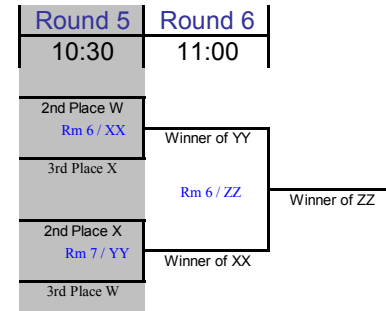 Round 5 Round 6
10:30 11:00
2nd Place W
Rm 6 / XX
Winner of YY
3rd Place X
Rm 6 / ZZ
Winner of ZZ
2nd Place X
Rm 7 / YY
Winner of XX
3rd Place W